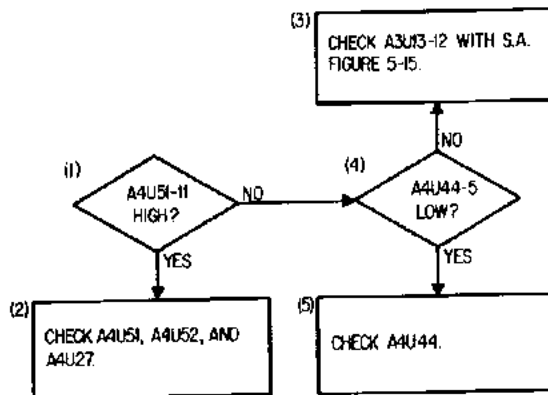 (3)
CHECK A3U13-12 WITH S.A.
FIGURE 5-15.
NO
(1)
A4U51-11
HIGH?
NO
(4)
A4U44-5
LOW?
YES
YES
(2)
CHECK A4U51, A4U52, AND
A4U27.
(5)
CHECK A4U44.